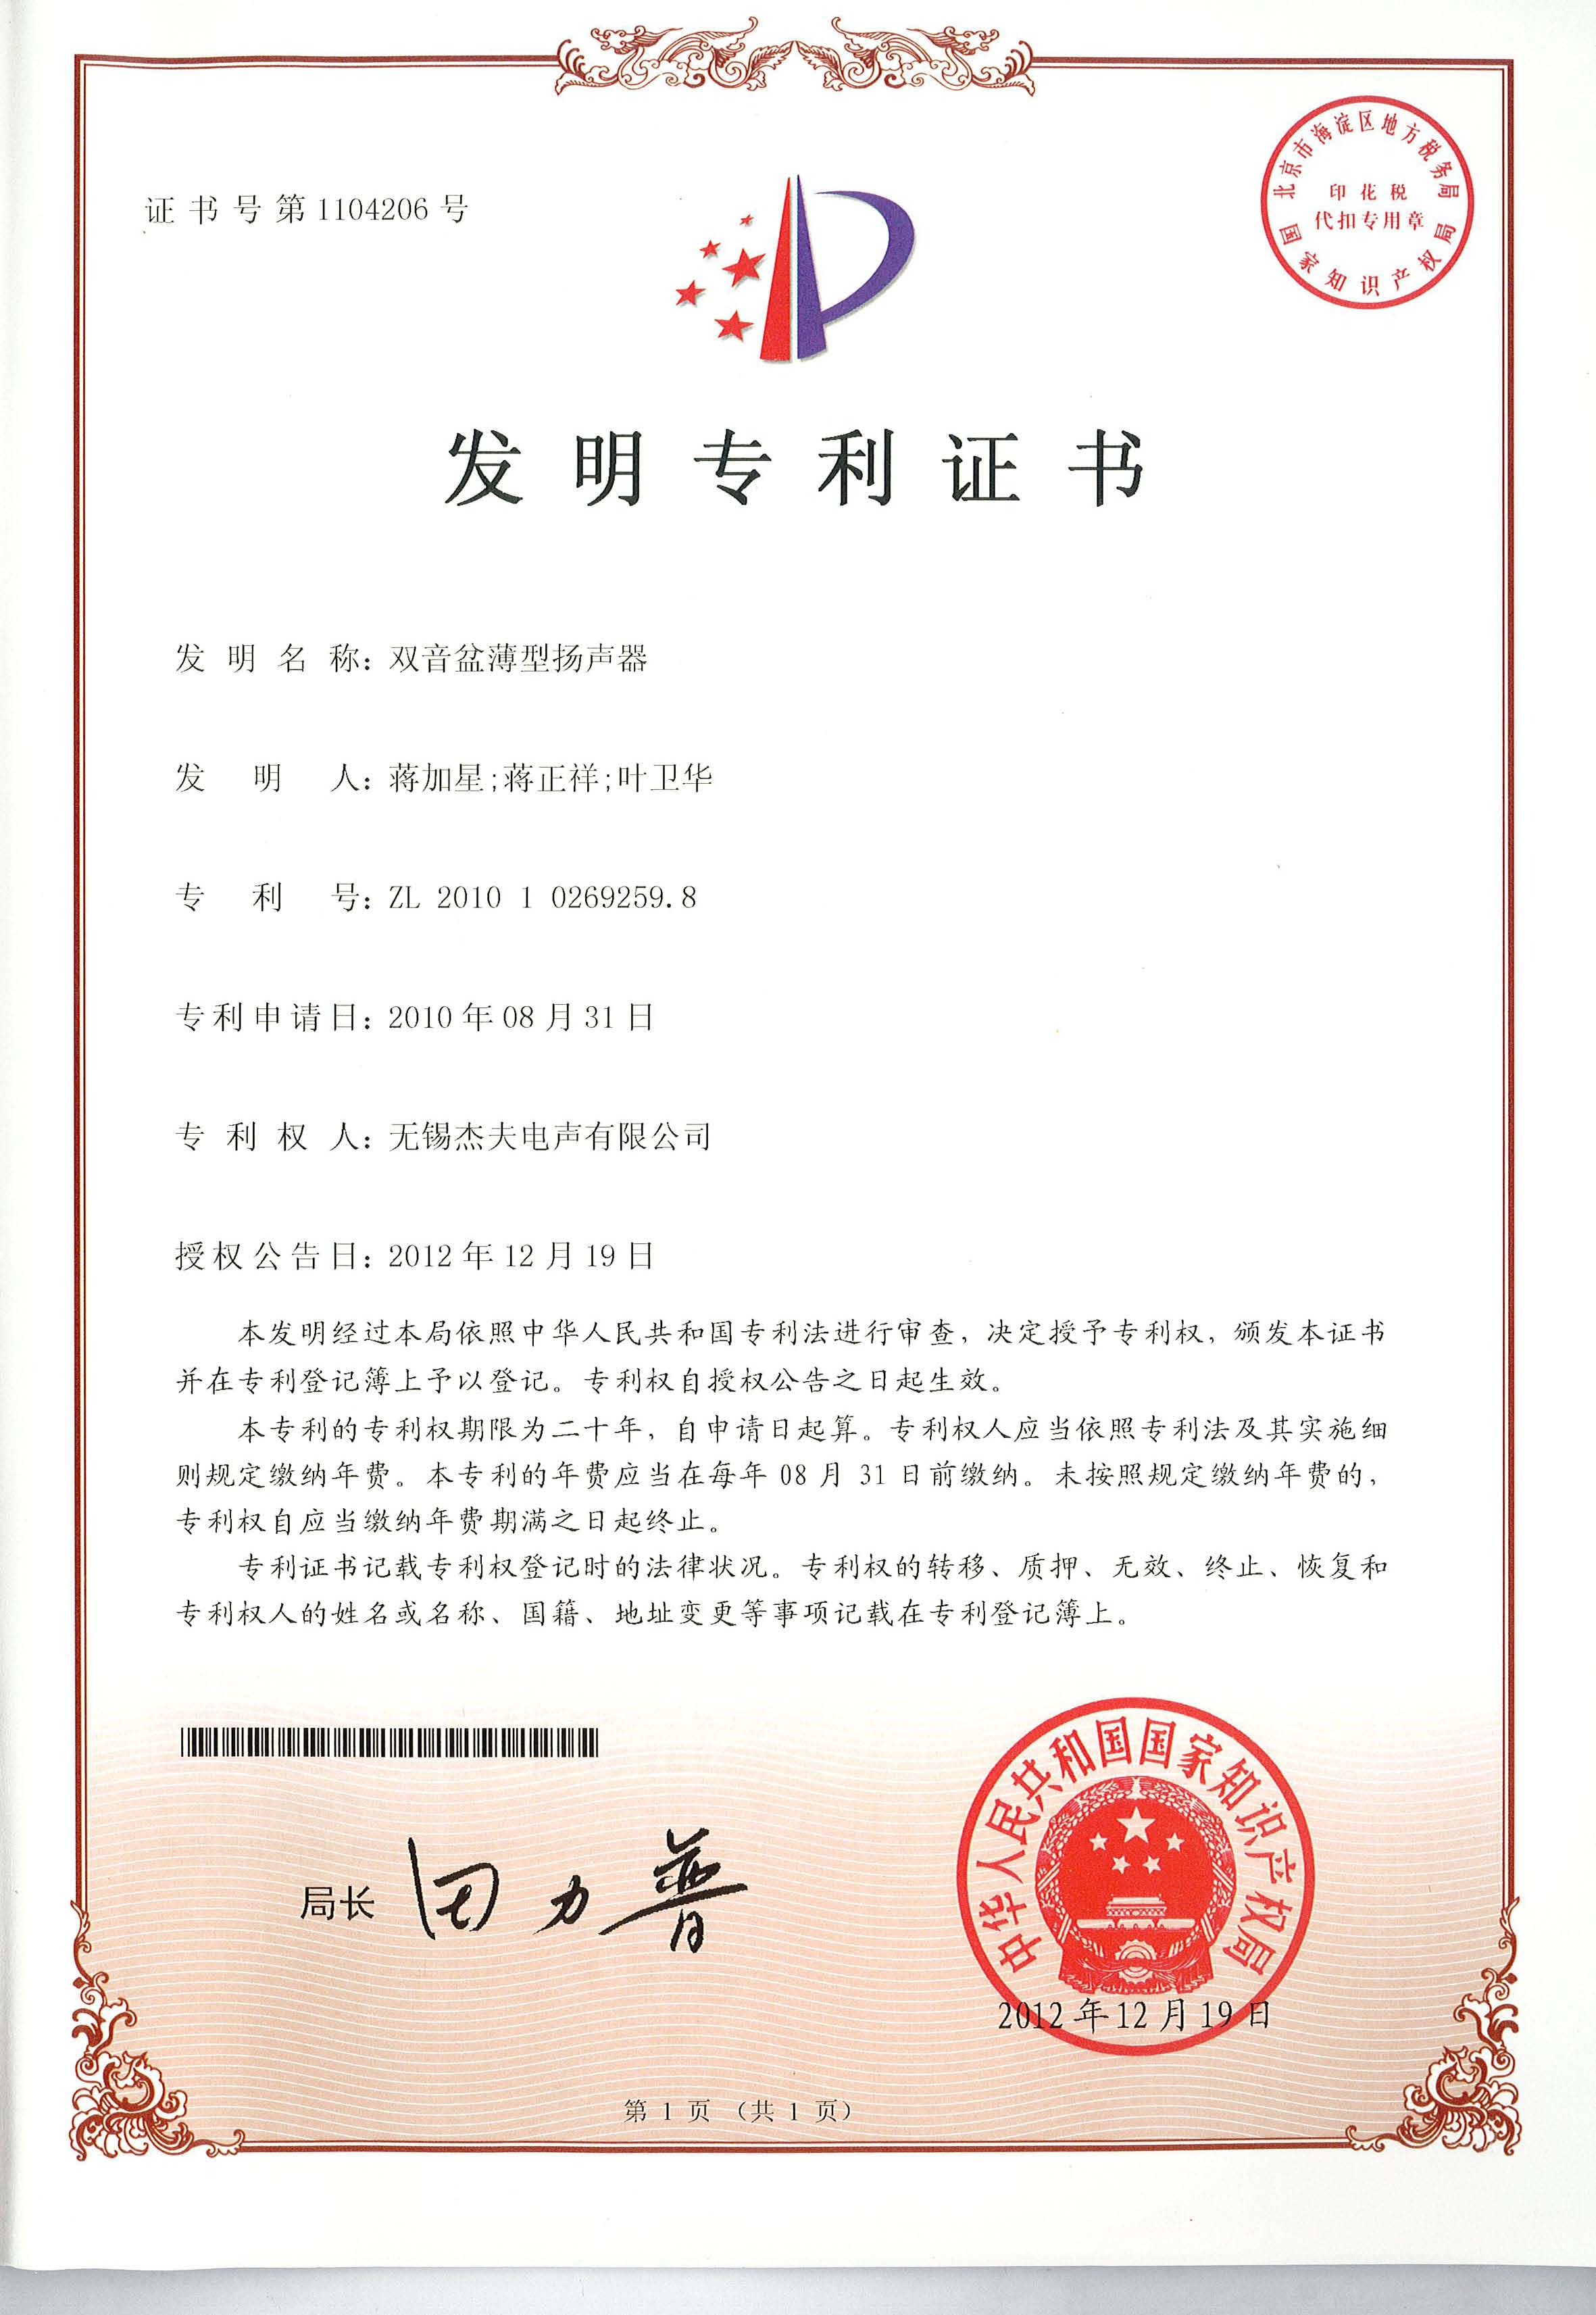 证书号第1104206号
北京市海淀区地方税务局
印花税
代扣专用章
国家知识产权局
发明专利证书
发明名称：双音盆薄型扬声器
发明人：蒋加星;蒋正祥;叶卫华
专利号：ZL 2010 1 0269259.8
专利申请日：2010年08月31日
专利权人：无锡杰夫电声有限公司
授权公告日：2012年12月19日
本发明经过本局依照中华人民共和国专利法进行审查，决定授予专利权，颁发本证书
并在专利登记簿上予以登记。专利权自授权公告之日起生效。
本专利的专利权期限为二十年，自申请日起算。专利权人应当依照专利法及其实施细
则规定缴纳年费。本专利的年费应当在每年 08 月 31 日前缴纳。未按照规定缴纳年费的，
专利权自应当缴纳年费期满之日起终止。
专利证书记载专利权登记时的法律状况。专利权的转移、质押、无效、终止、恢复和
专利权人的姓名或名称、国籍、地址变更等事项记载在专利登记簿上。
局长 田力普
中华人民共和国国家知识产权局
2012年12月19日
第 1 页 （共 1 页）